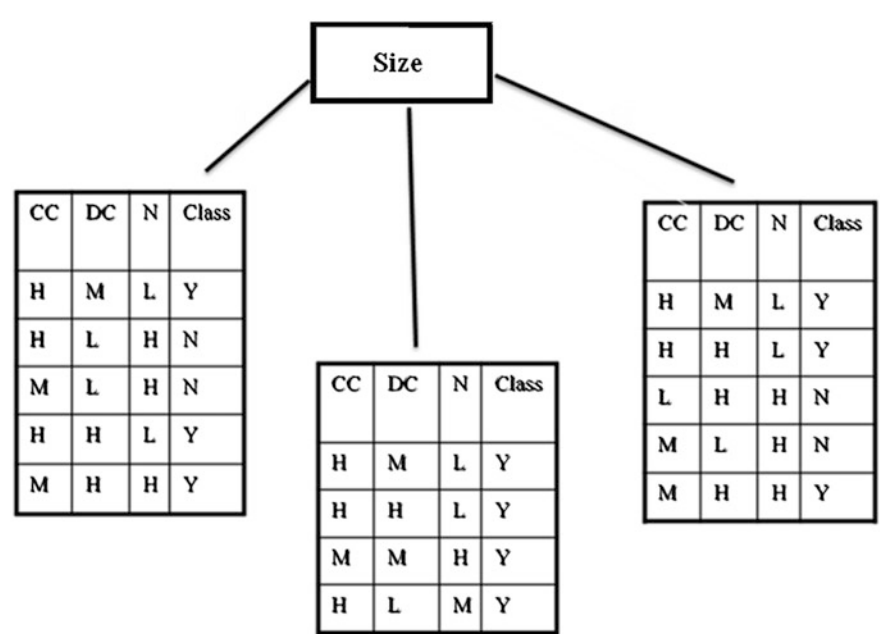 Size
CC DC N Class
H M L Y
H L H N
M L H N
H H L Y
M H H Y
CC DC N Class
H M L Y
H H L Y
M M H Y
H L M Y
CC DC N Class
H M L Y
H H L Y
L H H N
M L H N
M H H Y